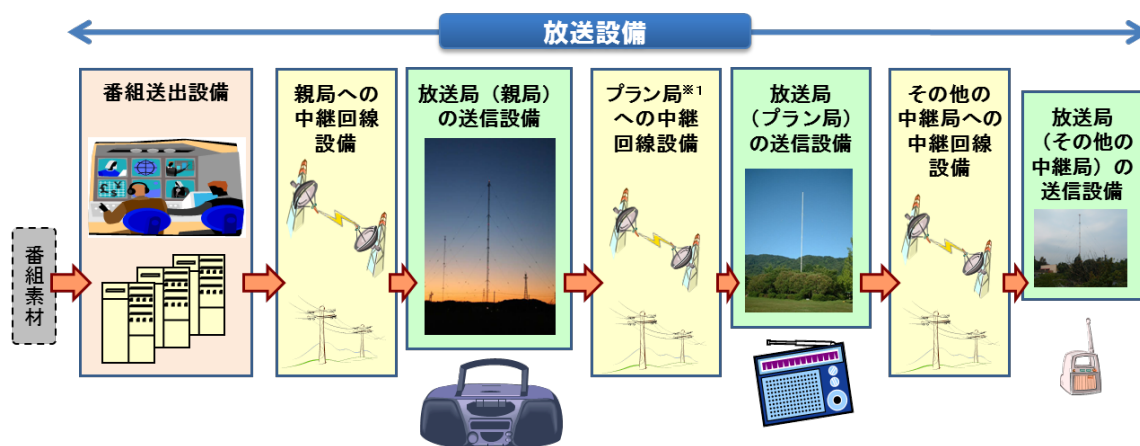 放送設備
番組送出設備
親局への
中継回線
設備
放送局（親局）
の送信設備
プラン局※1
への中継
回線設備
放送局
（プラン局）
の送信設備
その他の
中継局への
中継回線
設備
放送局
（その他の
中継局）の
送信設備
番組素材